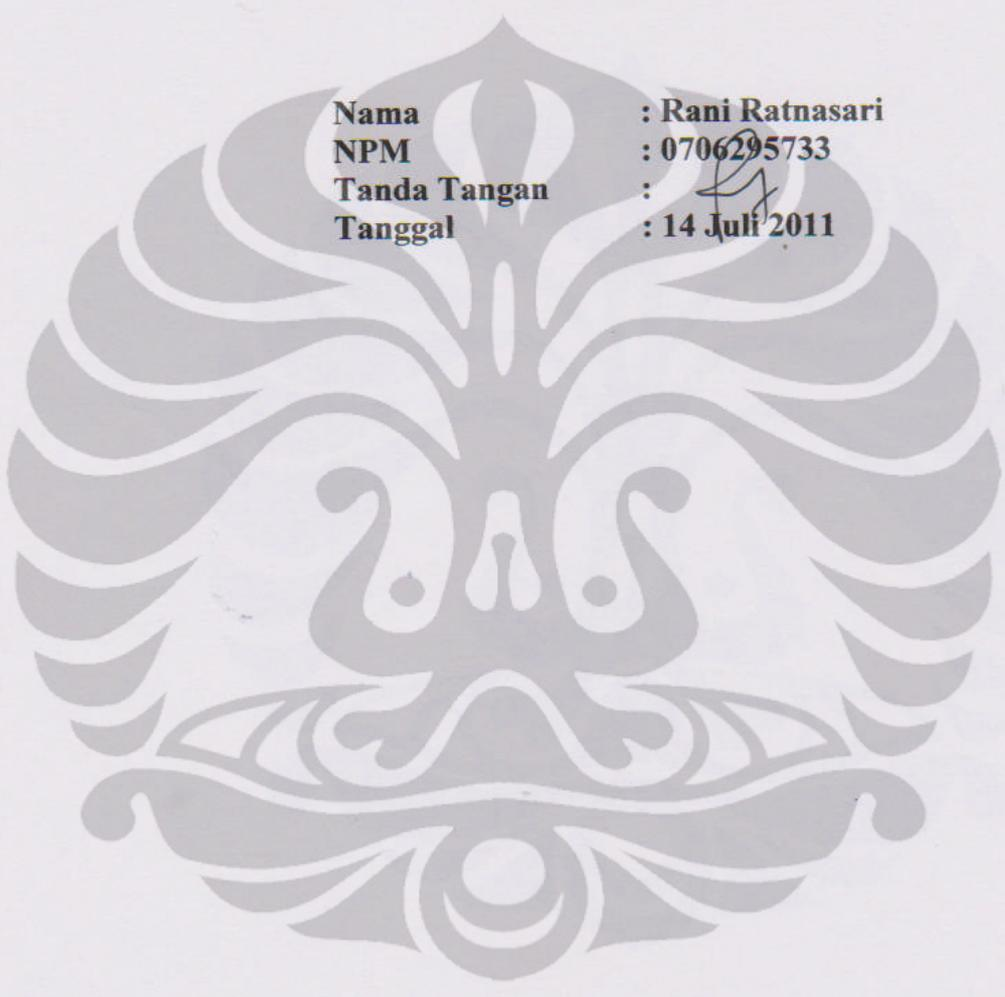 Nama : Rani Ratnasari
NPM : 0706295733
Tanda Tangan :
Tanggal : 14 Juli 2011